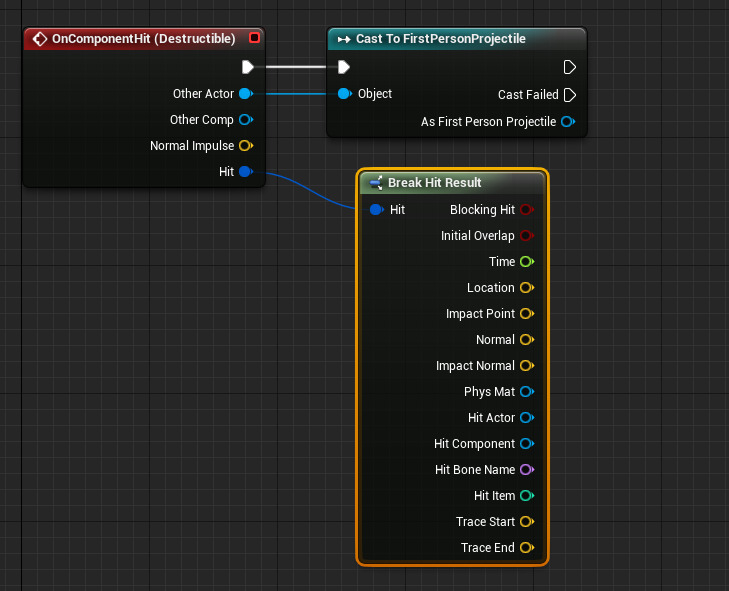 OnComponentHit (Destructible)
Other Actor
Other Comp
Normal Impulse
Hit
Cast To FirstPersonProjectile
Object
Cast Failed
As First Person Projectile
Break Hit Result
Hit
Blocking Hit
Initial Overlap
Time
Location
Impact Point
Normal
Impact Normal
Phys Mat
Hit Actor
Hit Component
Hit Bone Name
Hit Item
Trace Start
Trace End